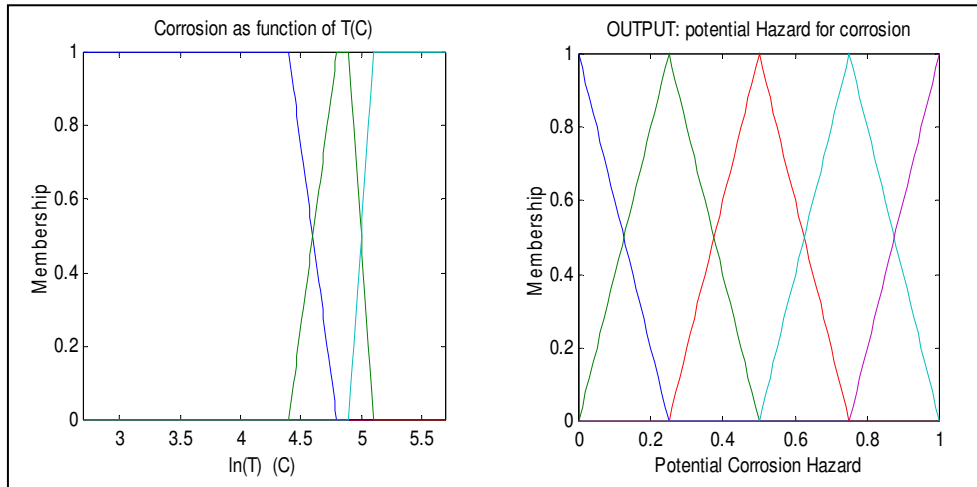 Corrosion as function of T(C)
1
0.8
0.6
0.4
0.2
0
Membership
3 3.5 4 4.5 5 5.5
ln(T) (C)
OUTPUT: potential Hazard for corrosion
1
0.8
0.6
0.4
0.2
0
Membership
0 0.2 0.4 0.6 0.8 1
Potential Corrosion Hazard